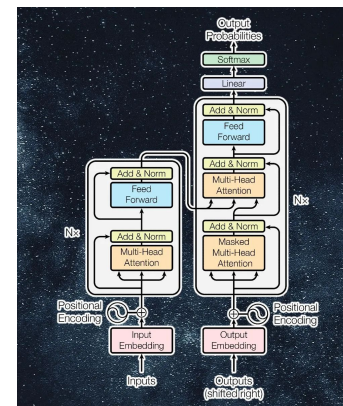 Output
Probabilities
Softmax
Linear
Add & Norm
Feed
Forward
Add & Norm
Multi-Head
Attention
Add & Norm
Masked
Multi-Head
Attention
Nx
Positional
Encoding
Output
Embedding
Outputs
(shifted right)
Add & Norm
Feed
Forward
Add & Norm
Multi-Head
Attention
Nx
Positional
Encoding
Input
Embedding
Inputs